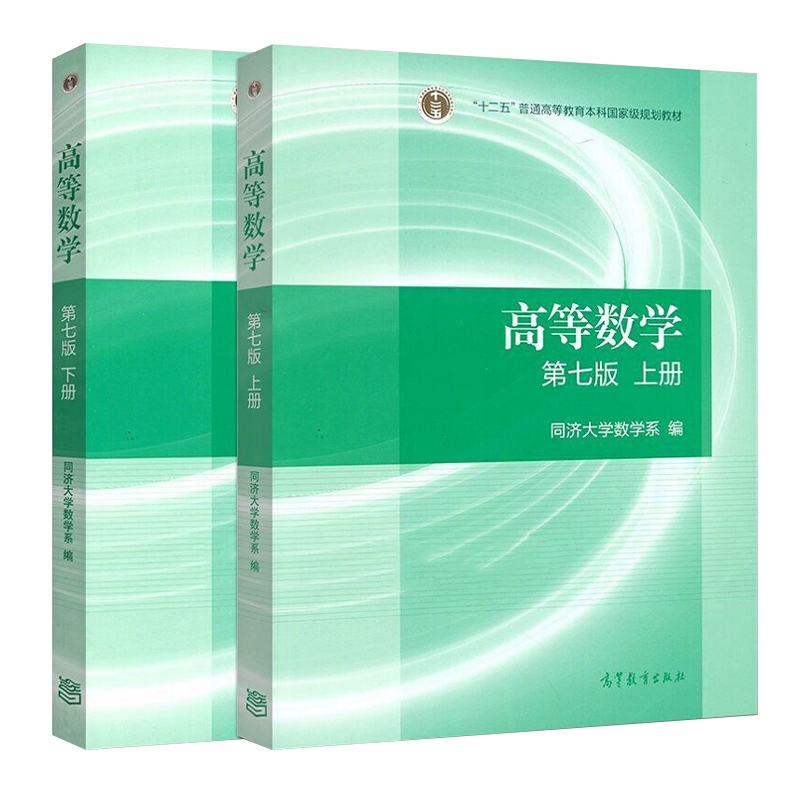 高等数学
第七版 下册
同济大学数学系 编
高等数学
第七版 上册
同济大学数学系 编
十二五
"十二五"普通高等教育本科国家级规划教材
高等数学
第七版 上册
同济大学数学系 编
高等教育出版社